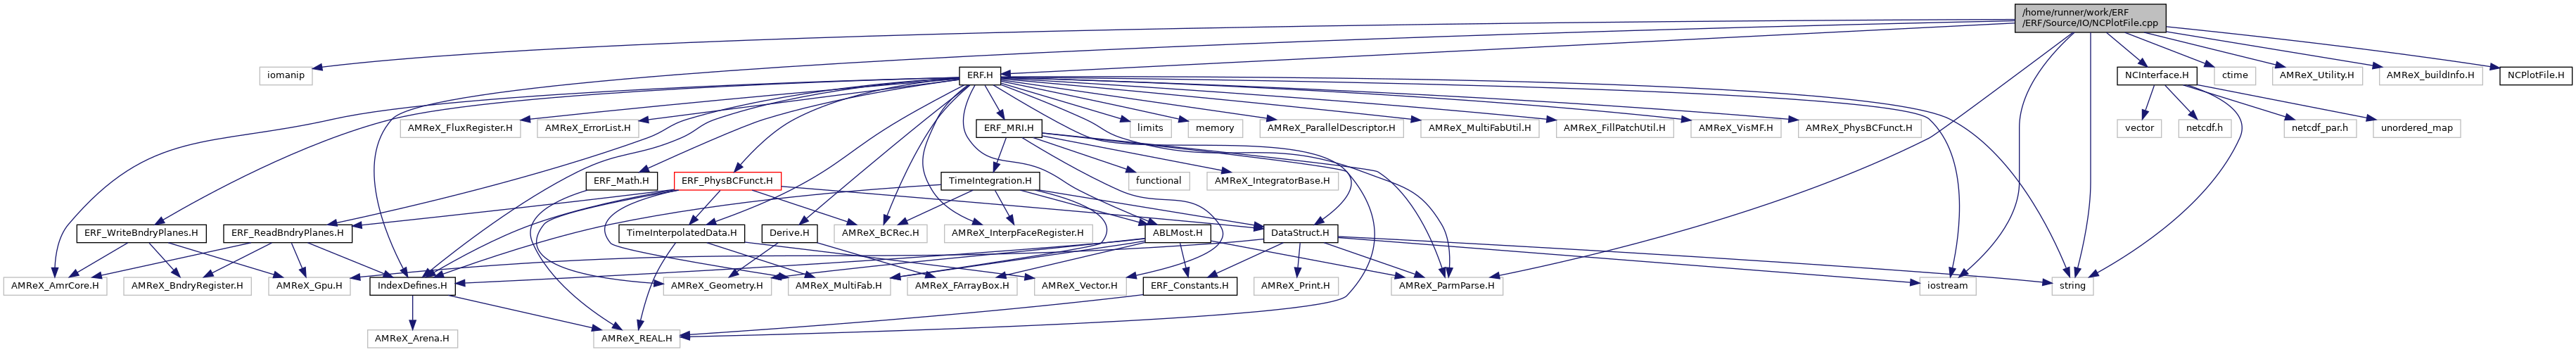 /home/runner/work/ERF
/ERF/Source/IO/NCPlotFile.cpp
iomanip
ERF.H
NCInterface.H
ctime
AMReX_Utility.H
AMReX_buildInfo.H
NCPlotFile.H
AMReX_FluxRegister.H
AMReX_ErrorList.H
ERF_MRI.H
limits
memory
AMReX_ParallelDescriptor.H
AMReX_MultiFabUtil.H
AMReX_FillPatchUtil.H
AMReX_VisMF.H
AMReX_PhysBCFunct.H
vector
netcdf.h
netcdf_par.h
unordered_map
ERF_Math.H
ERF_PhysBCFunct.H
TimeIntegration.H
functional
AMReX_IntegratorBase.H
ERF_WriteBndryPlanes.H
ERF_ReadBndryPlanes.H
TimeInterpolatedData.H
Derive.H
AMReX_BCRec.H
AMReX_InterpFaceRegister.H
ABLMost.H
DataStruct.H
AMReX_AmrCore.H
AMReX_BndryRegister.H
AMReX_Gpu.H
IndexDefines.H
AMReX_Geometry.H
AMReX_MultiFab.H
AMReX_FArrayBox.H
AMReX_Vector.H
ERF_Constants.H
AMReX_Print.H
AMReX_ParmParse.H
iostream
string
AMReX_Arena.H
AMReX_REAL.H